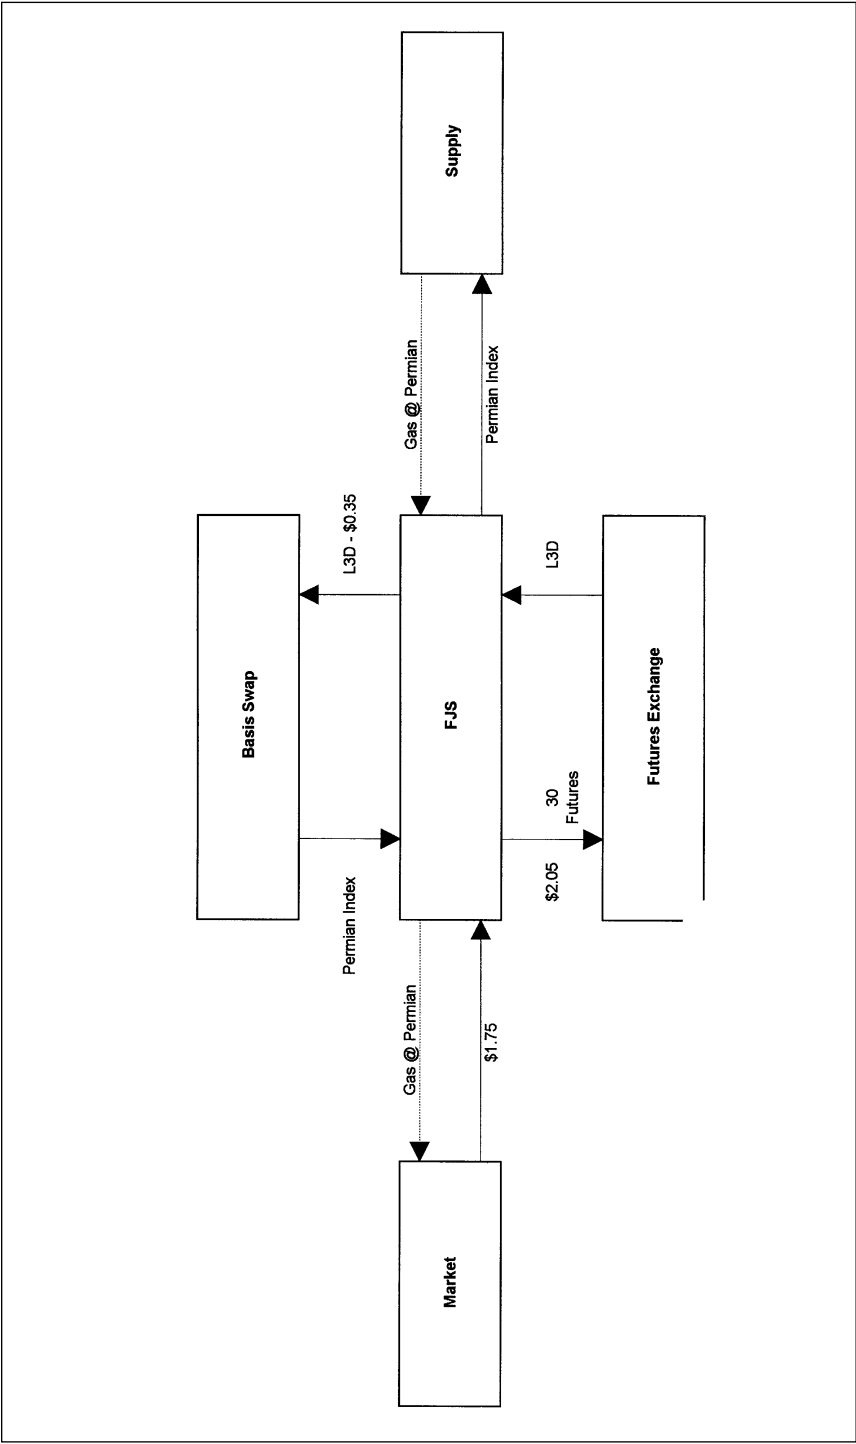 Basis Swap
Permian Index
L3D - $0.35
Market
Gas @ Permian
$1.75
FJS
Gas @ Permian
Permian Index
Supply
$2.05
30
Futures
L3D
Futures Exchange